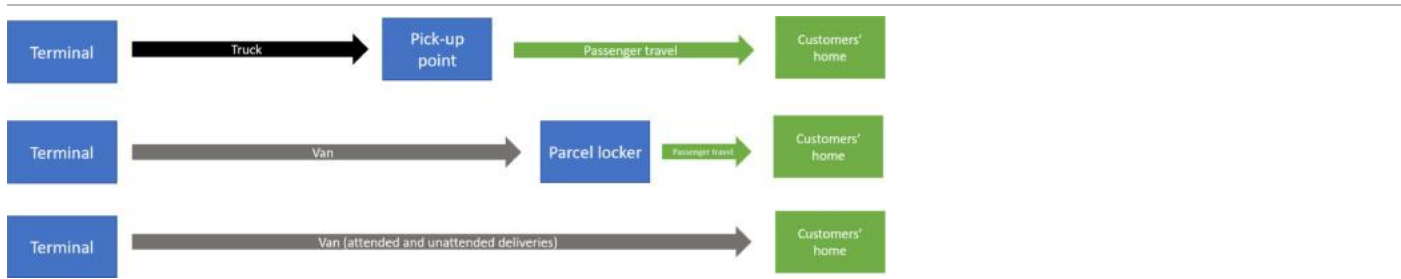 Terminal
Truck
Pick-up
point
Passenger travel
Customers'
home
Terminal
Van
Parcel locker
Passenger travel
Customers'
home
Terminal
Van (attended and unattended deliveries)
Customers'
home